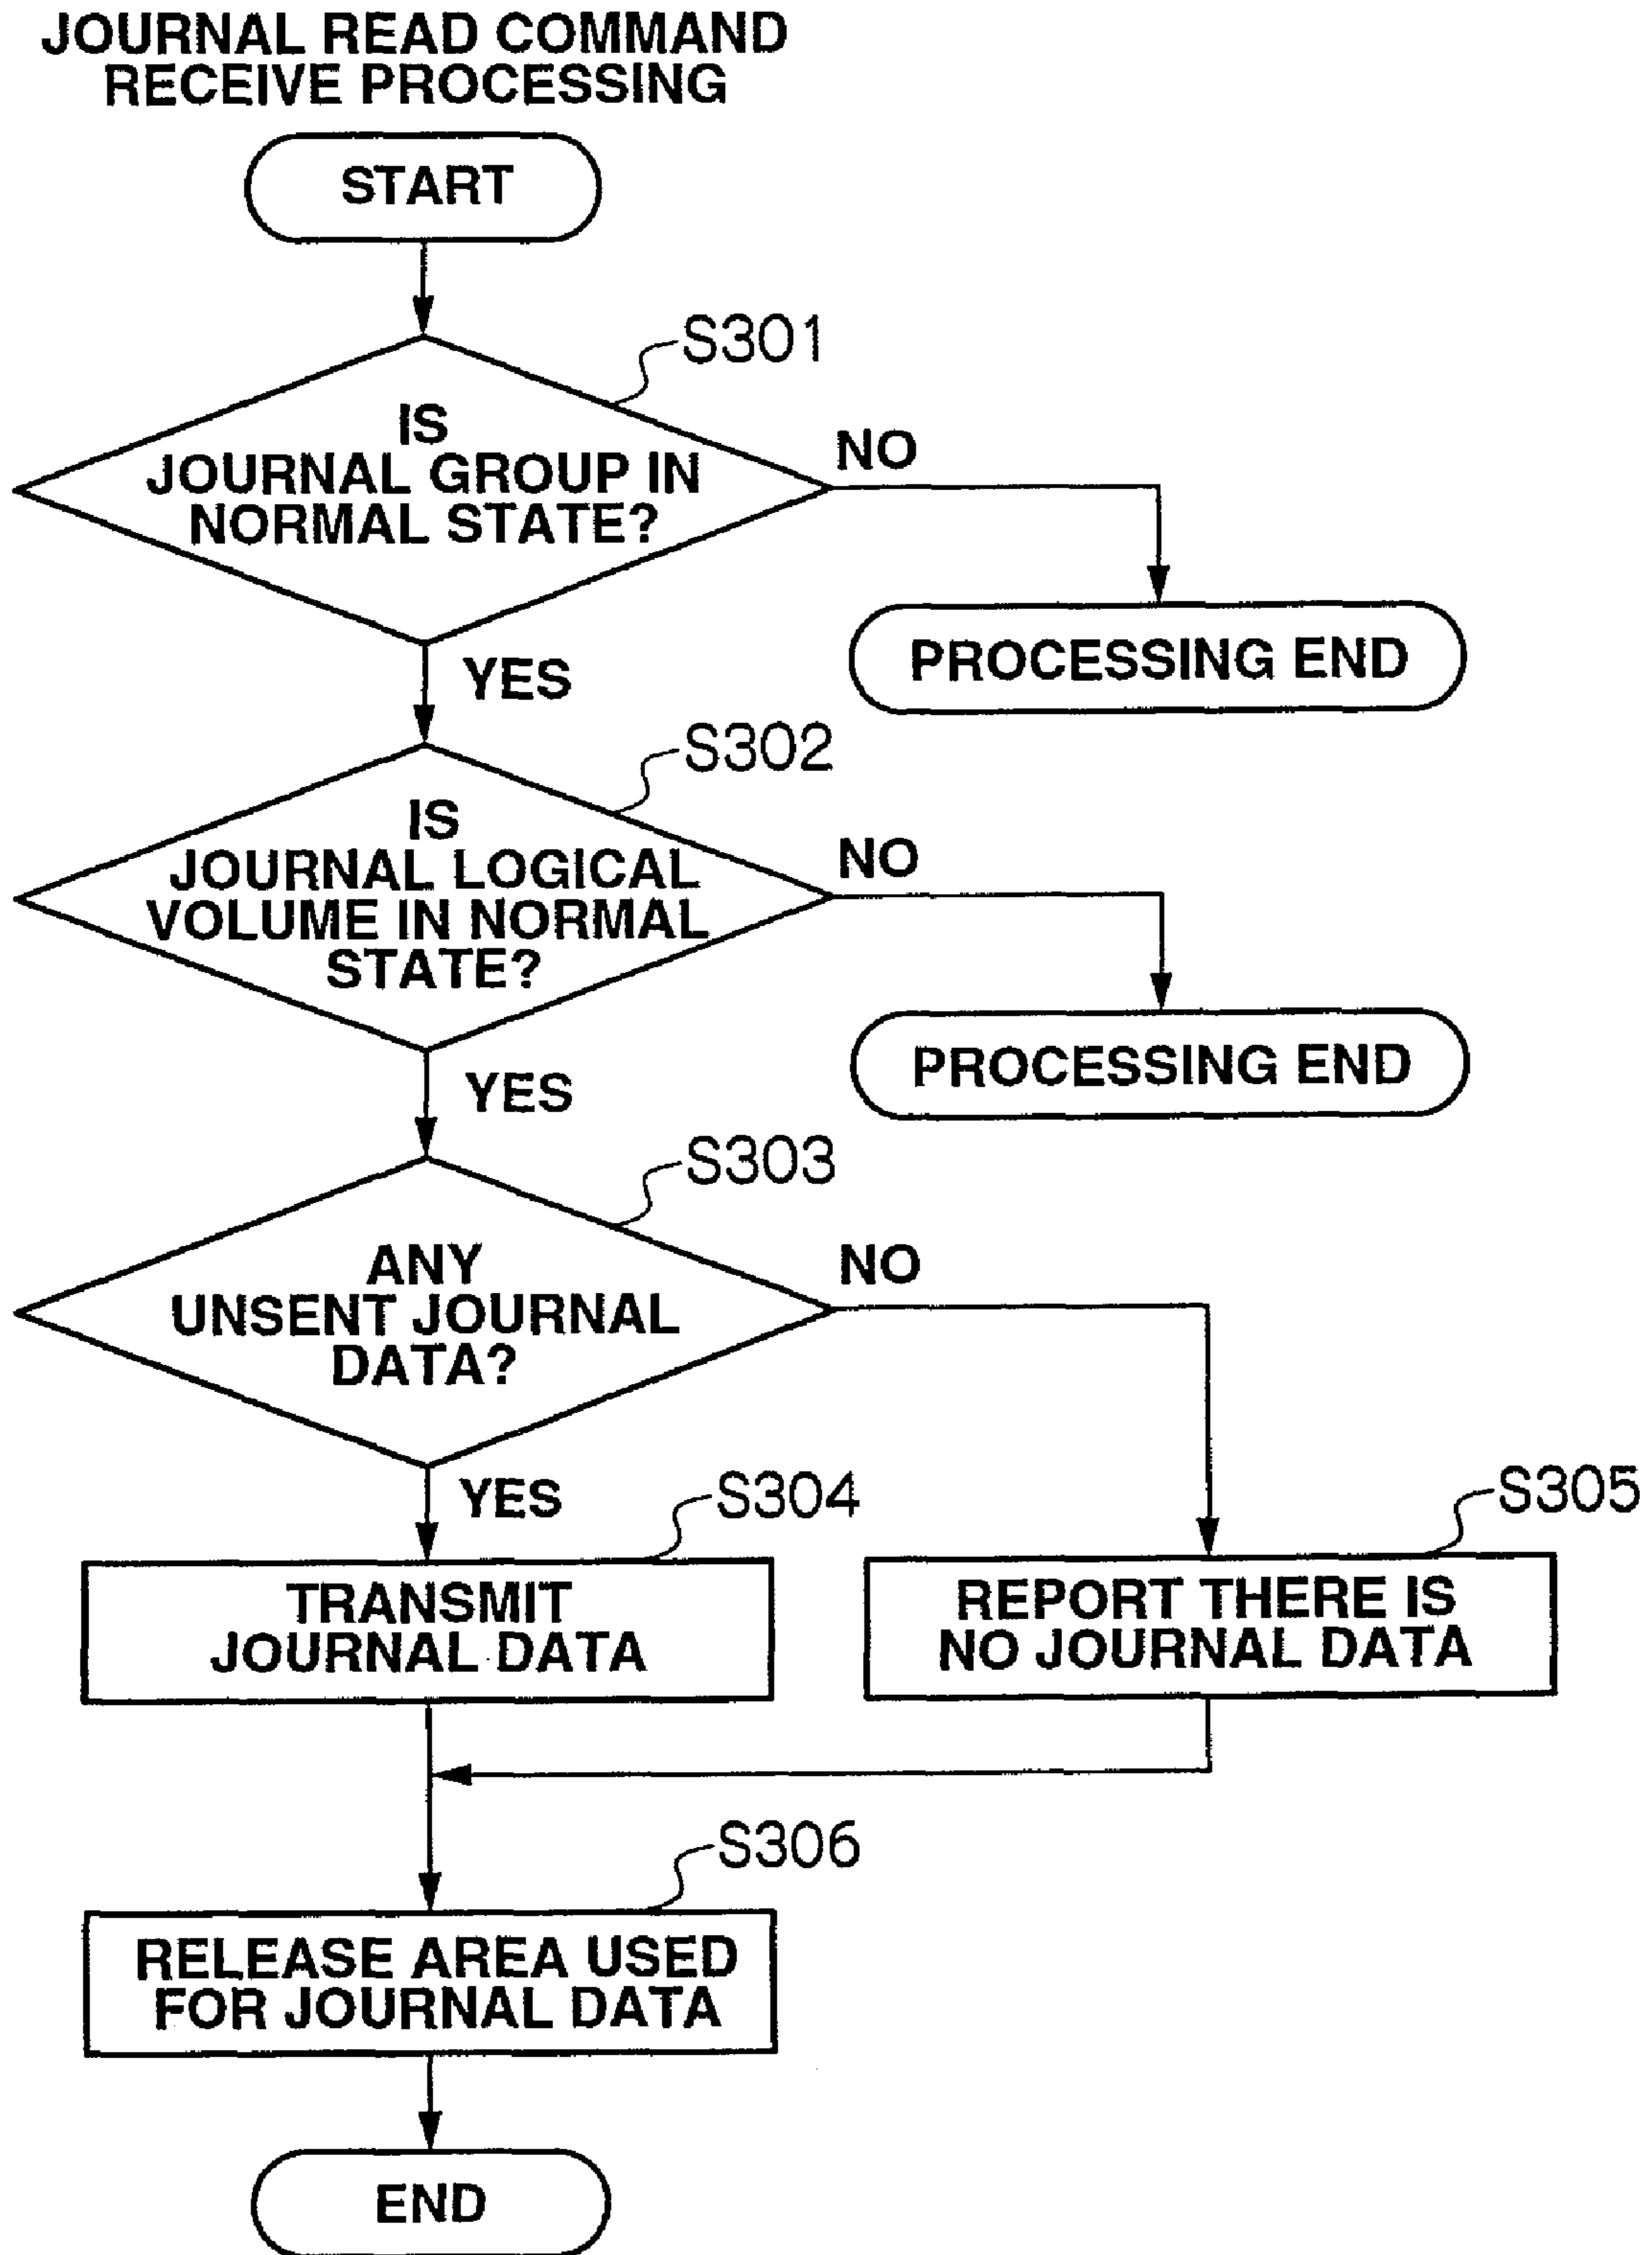 JOURNAL READ COMMAND
RECEIVE PROCESSING
START
S301
IS
JOURNAL GROUP IN
NORMAL STATE?
NO
PROCESSING END
YES
S302
IS
JOURNAL LOGICAL
VOLUME IN NORMAL
STATE?
NO
PROCESSING END
YES
S303
ANY
UNSENT JOURNAL
DATA?
NO
YES
S304
TRANSMIT
JOURNAL DATA
S305
REPORT THERE IS
NO JOURNAL DATA
S306
RELEASE AREA USED
FOR JOURNAL DATA
END